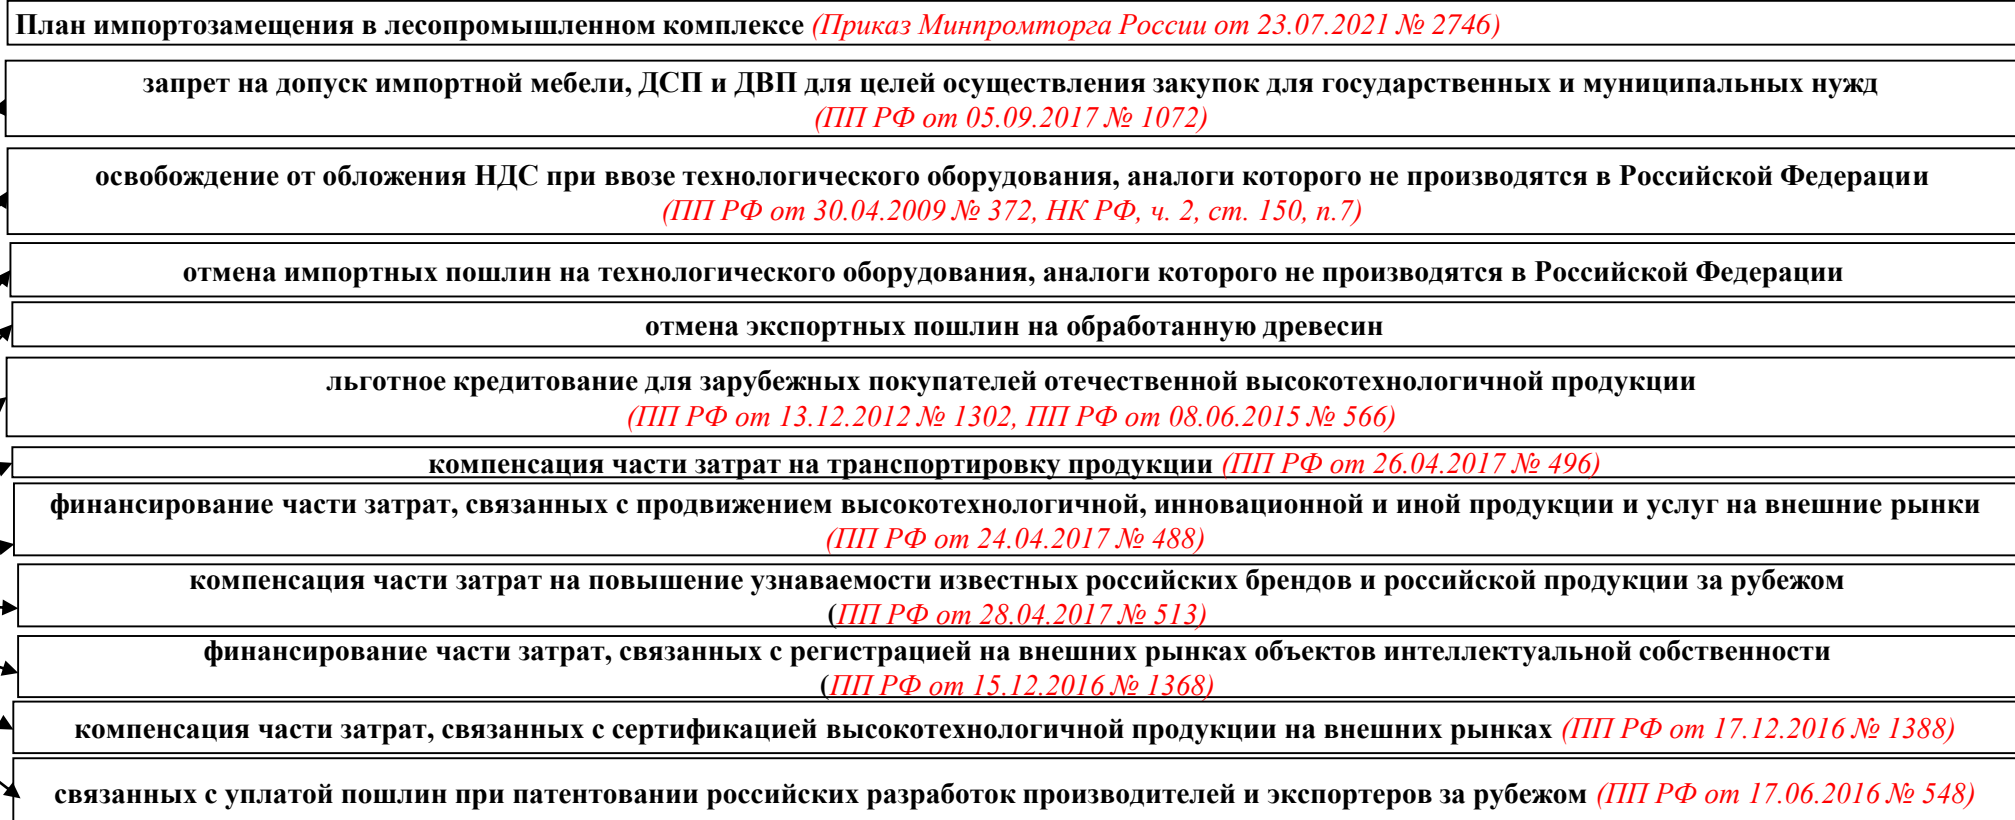 План импортозамещения в лесопромышленном комплексе (Приказ Минпромторга России от 23.07.2021 № 2746)
запрет на допуск импортной мебели, ДСП и ДВП для целей осуществления закупок для государственных и муниципальных нужд
(ПП РФ от 05.09.2017 № 1072)
освобождение от обложения НДС при ввозе технологического оборудования, аналоги которого не производятся в Российской Федерации
(ПП РФ от 30.04.2009 № 372, НК РФ, ч. 2, ст. 150, п.7)
отмена импортных пошлин на технологического оборудования, аналоги которого не производятся в Российской Федерации
отмена экспортных пошлин на обработанную древесин
льготное кредитование для зарубежных покупателей отечественной высокотехнологичной продукции
(ПП РФ от 13.12.2012 № 1302, ПП РФ от 08.06.2015 № 566)
компенсация части затрат на транспортировку продукции (ПП РФ от 26.04.2017 № 496)
финансирование части затрат, связанных с продвижением высокотехнологичной, инновационной и иной продукции и услуг на внешние рынки
(ПП РФ от 24.04.2017 № 488)
компенсация части затрат на повышение узнаваемости известных российских брендов и российской продукции за рубежом
(ПП РФ от 28.04.2017 № 513)
финансирование части затрат, связанных с регистрацией на внешних рынках объектов интеллектуальной собственности
(ПП РФ от 15.12.2016 № 1368)
компенсация части затрат, связанных с сертификацией высокотехнологичной продукции на внешних рынках (ПП РФ от 17.12.2016 № 1388)
связанных с уплатой пошлин при патентовании российских разработок производителей и экспортеров за рубежом (ПП РФ от 17.06.2016 № 548)